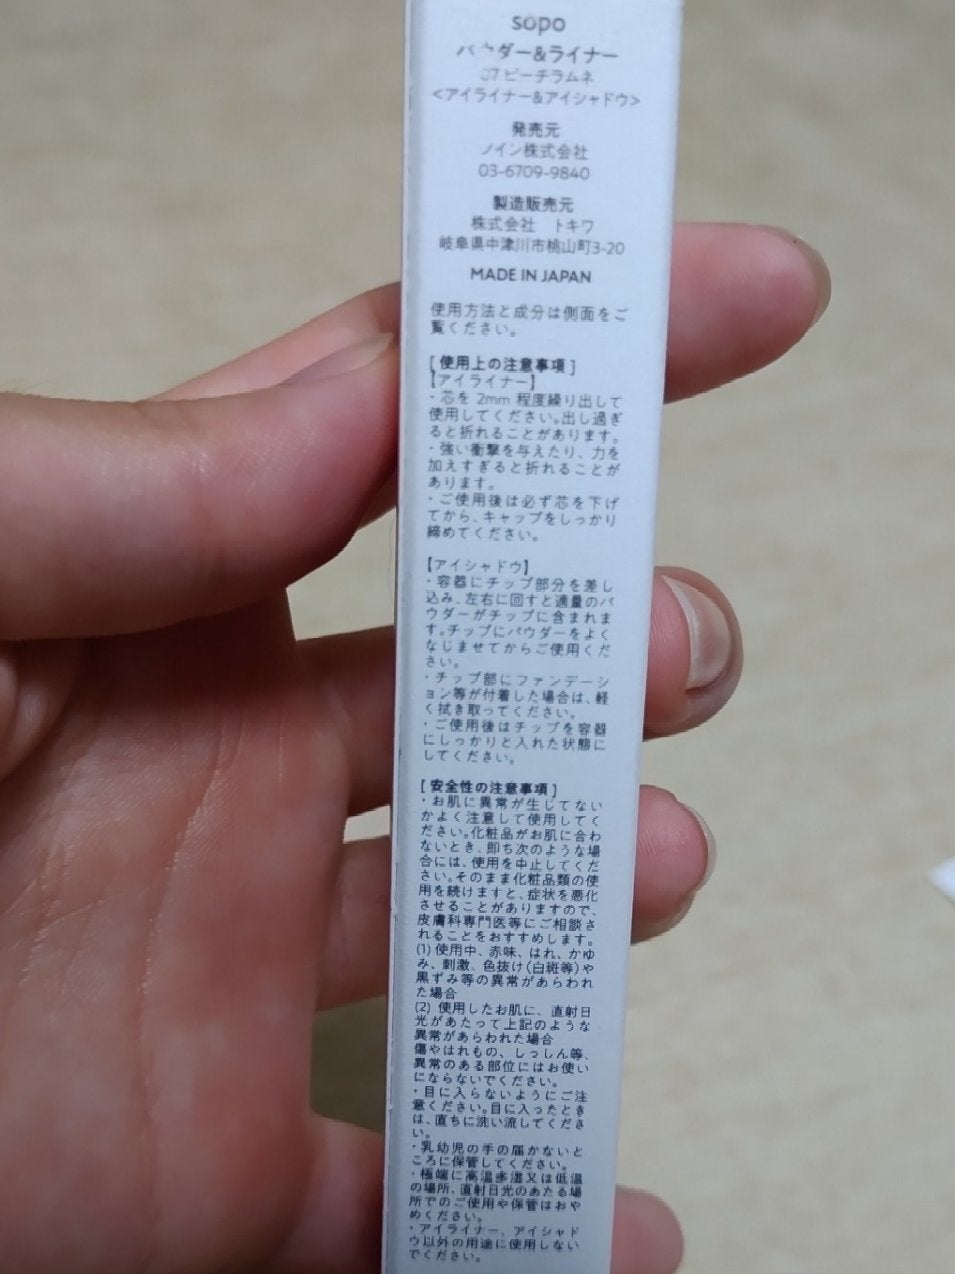 sopo
パウダー&ライナー
07 ピーチラムネ
<アイライナー&アイシャドウ>
発売元
ノイン株式会社
03-6709-9840
製造販売元
株式会社 トキワ
岐阜県中津川市桃山町3-20
MADE IN JAPAN
使用方法と成分は側面をご
覧ください。
[ 使用上の注意事項 ]
【アイライナー】
・芯を 2mm 程度繰り出して
使用してください。出し過ぎ
ると折れることがあります。
・強い衝撃を与えたり、力を
加えすぎると折れることが
あります。
・ご使用後は必ず芯を下げ
てから、キャップをしっかり
締めてください。
【アイシャドウ】
・容器にチップ部分を差し
込み、左右に回すと適量のパ
ウダーがチップに含まれま
す。チップにパウダーをよく
なじませてからご使用くだ
さい。
・チップ部にファンデーシ
ョン等が付着した場合は、軽
く拭き取ってください。
・ご使用後はチップを容器
にしっかりと入れた状態に
してください。
[ 安全性の注意事項 ]
・お肌に異常が生じてない
かよく注意して使用してく
ださい。化粧品がお肌に合わ
ないとき、即ち次のような場
合には、使用を中止してくだ
さい。そのまま化粧品類の使
用を続けますと、症状を悪化
させることがありますので、
皮膚科専門医等にご相談さ
れることをおすすめします。
(1) 使用中、赤味、はれ、かゆ
み、刺激、色抜け(白斑等)や
黒ずみ等の異常があらわれ
た場合
(2) 使用したお肌に、直射日
光があたって上記のような
異常があらわれた場合
傷やはれもの、しっしん等、
異常のある部位にはお使い
にならないでください。
・目に入らないようにご注
意ください。目に入ったとき
は、直ちに洗い流してくださ
い。
・乳幼児の手の届かないと
ころに保管してください。
・極端に高温多湿又は低温
の場所、直射日光のあたる場
所でのご使用や保管はおや
めください。
・アイライナー、アイシャド
ウ以外の用途に使用しない
でください。